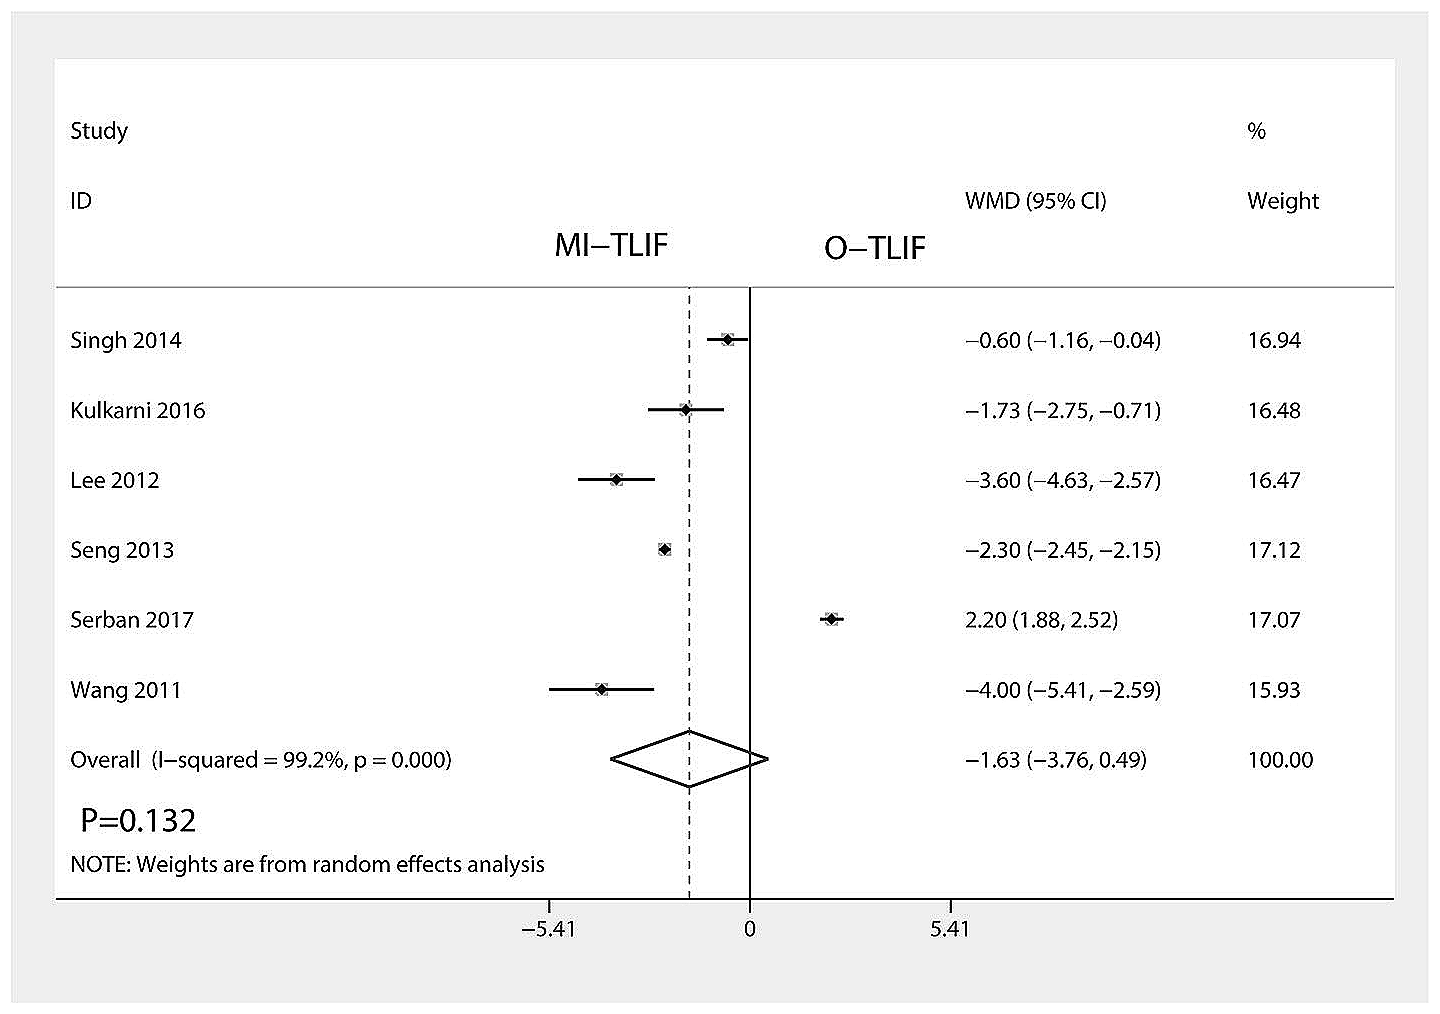 Study %
ID WMD (95% CI) Weight
MI−TLIF O−TLIF
Singh 2014 −0.60 (−1.16, −0.04) 16.94
Kulkarni 2016 −1.73 (−2.75, −0.71) 16.48
Lee 2012 −3.60 (−4.63, −2.57) 16.47
Seng 2013 −2.30 (−2.45, −2.15) 17.12
Serban 2017 2.20 (1.88, 2.52) 17.07
Wang 2011 −4.00 (−5.41, −2.59) 15.93
Overall (I−squared = 99.2%, p = 0.000) −1.63 (−3.76, 0.49) 100.00
P=0.132
NOTE: Weights are from random effects analysis
−5.41 0 5.41